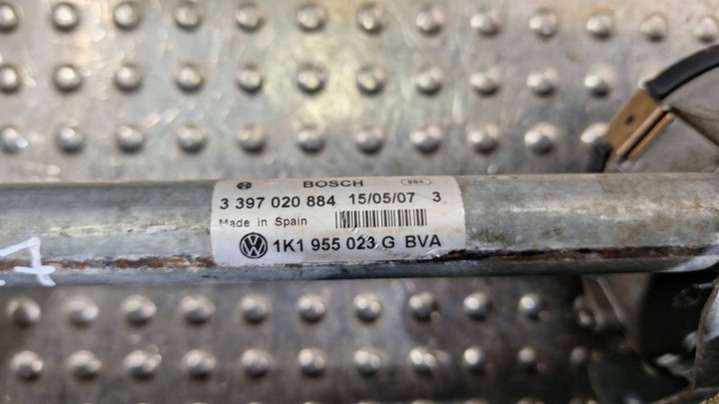 BOSCH
3 397 020 884 15/05/07 3
Made in Spain
1K1 955 023 G BVA